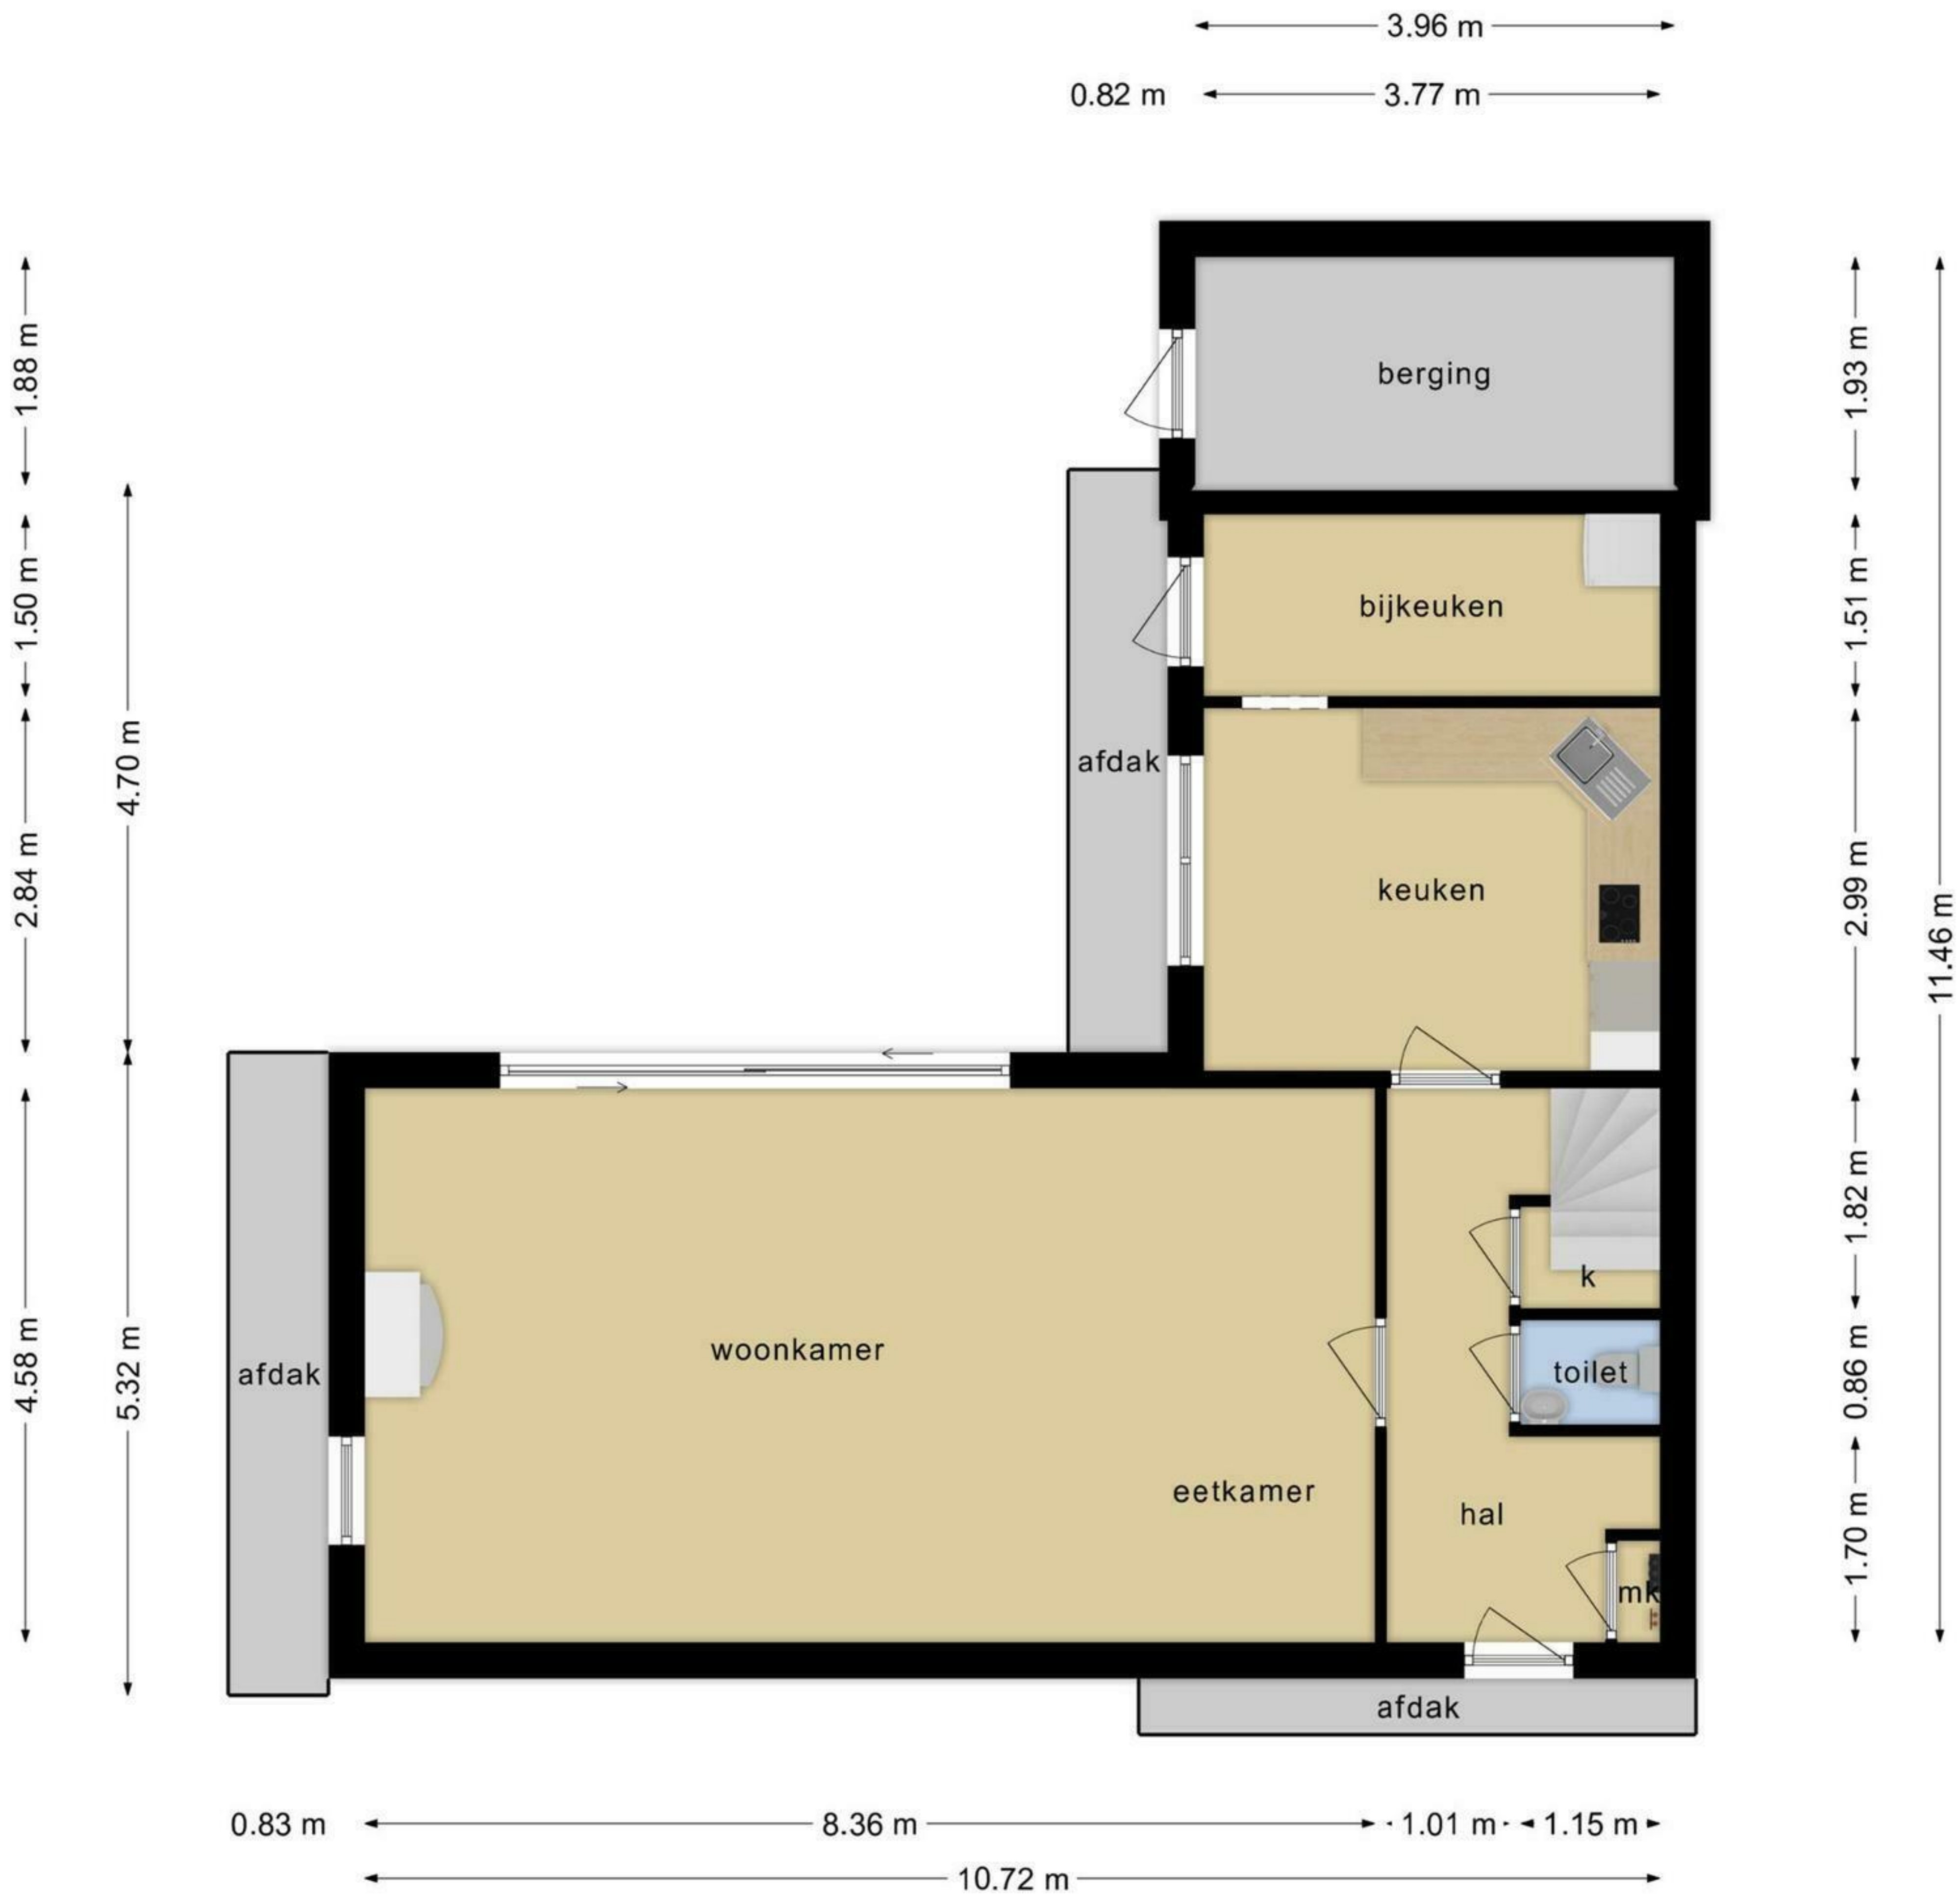 3.96 m
0.82 m
3.77 m
1.88 m
1.50 m
2.84 m
4.58 m
4.70 m
5.32 m
berging
bijkeuken
afdak
keuken
woonkamer
eetkamer
afdak
k
toilet
hal
mk
afdak
1.93 m
1.51 m
2.99 m
1.82 m
0.86 m
1.70 m
11.46 m
0.83 m
8.36 m
1.01 m
1.15 m
10.72 m